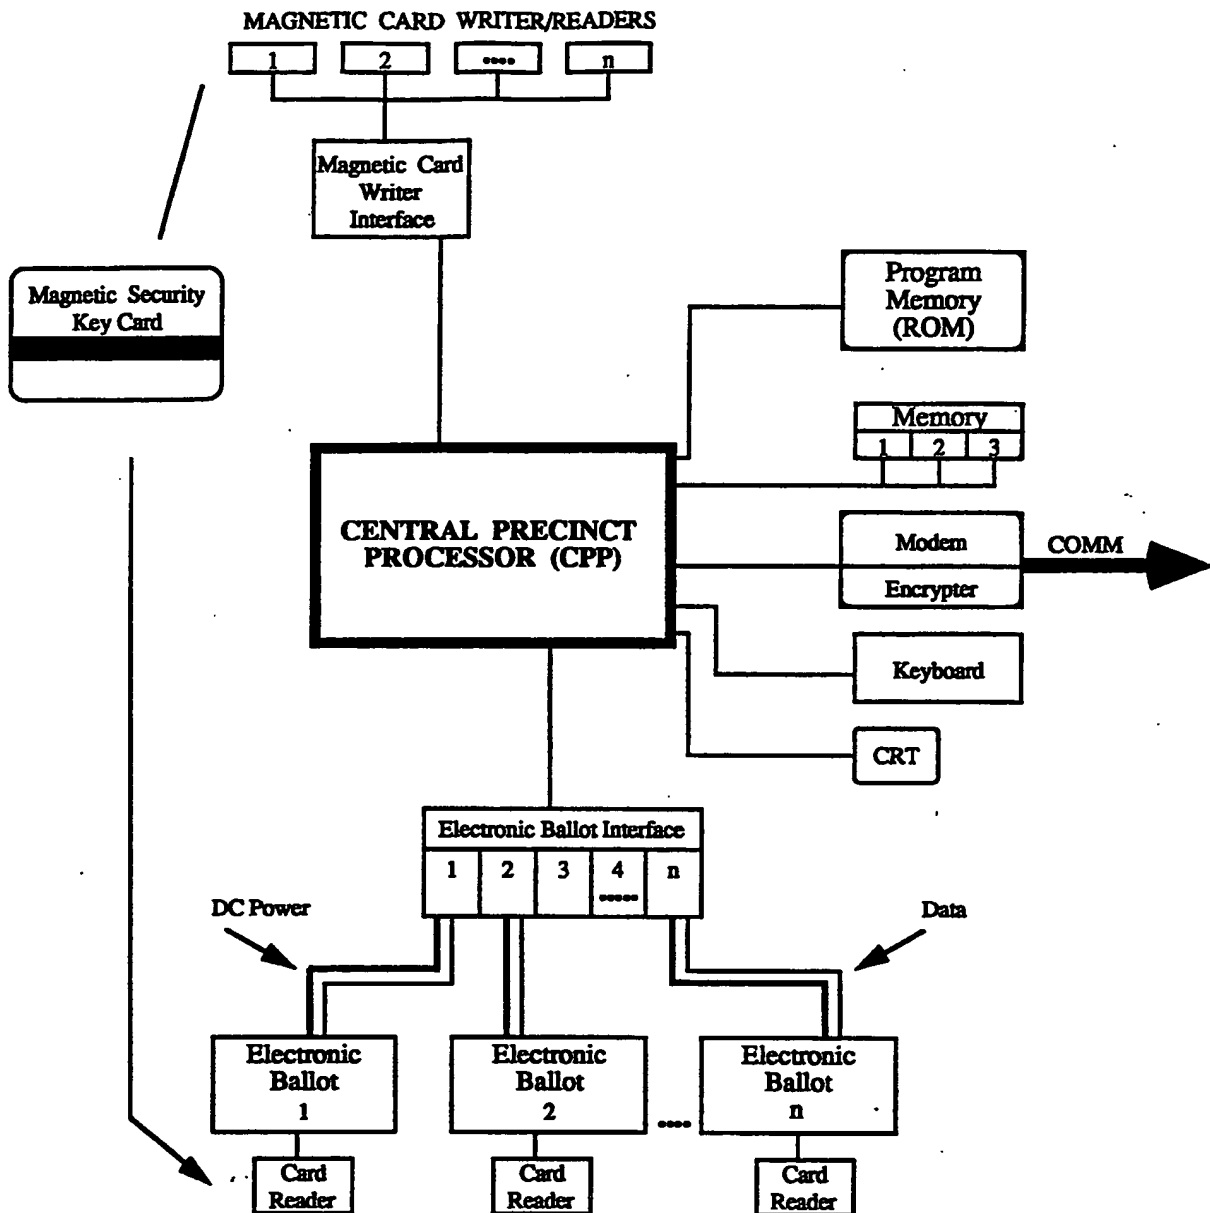 MAGNETIC CARD WRITER/READERS
1 2 .... n
Magnetic Card
Writer
Interface
Magnetic Security
Key Card
Program
Memory
(ROM)
Memory
1 2 3
CENTRAL PRECINCT
PROCESSOR (CPP)
Modem
Encrypter
COMM
Keyboard
CRT
Electronic Ballot Interface
1 2 3 4 n
.....
DC Power
Data
Electronic
Ballot
1
Electronic
Ballot
2
....
Electronic
Ballot
n
Card
Reader
Card
Reader
Card
Reader